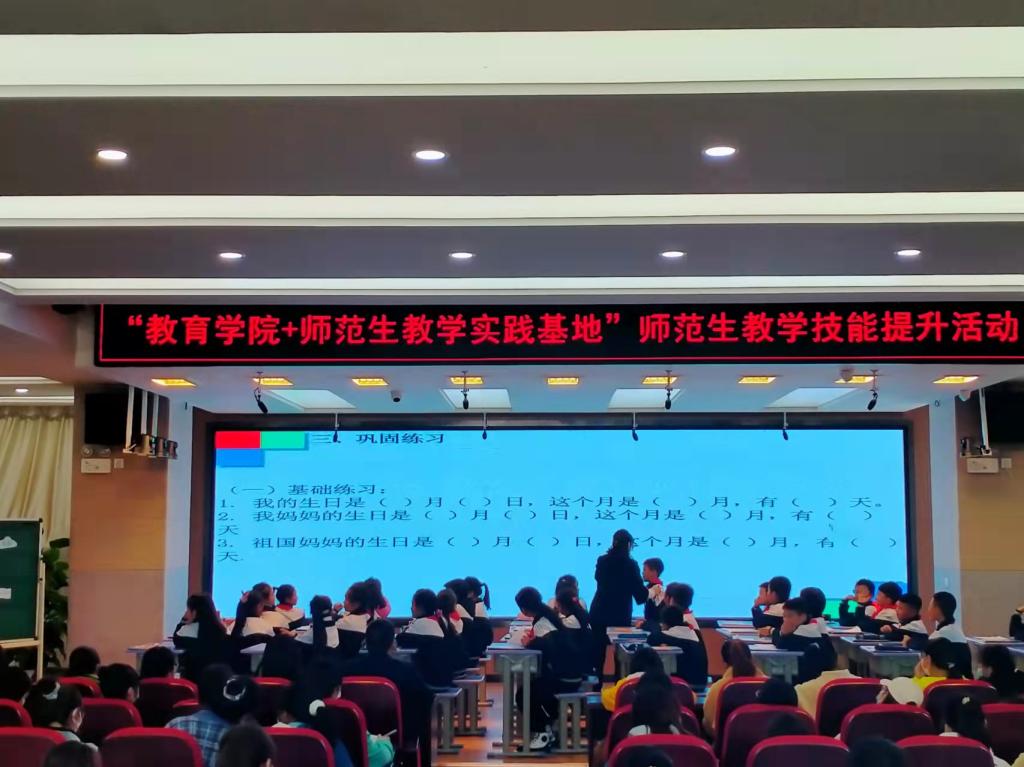 “教育学院+师范生教学实践基地”师范生教学技能提升活动
三、巩固练习
（一）基础练习：
1. 我的生日是（ ）月（ ）日，这个月是（ ）月，有（ ）天。
2. 我妈妈的生日是（ ）月（ ）日，这个月是（ ）月，有（ ）
天
3. 祖国妈妈的生日是（ ）月（ ）日，这个月是（ ）月，有（ ）
天.